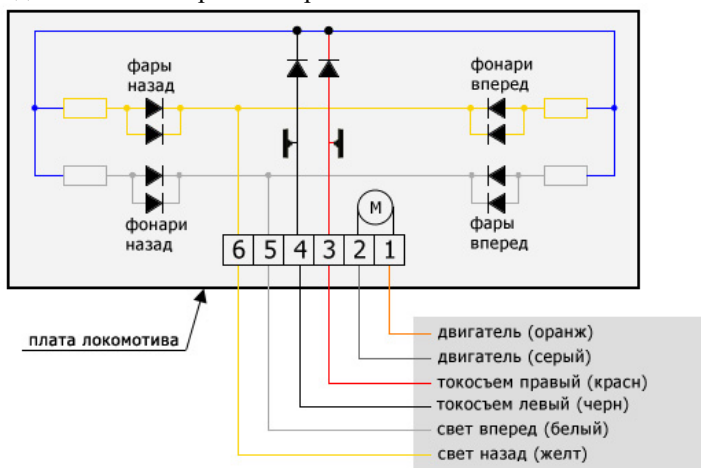 фары
назад
фонари
вперед
фонари
назад
M
фары
вперед
6 5 4 3 2 1
плата локомотива
двигатель (оранж)
двигатель (серый)
токосъем правый (красн)
токосъем левый (черн)
свет вперед (белый)
свет назад (желт)